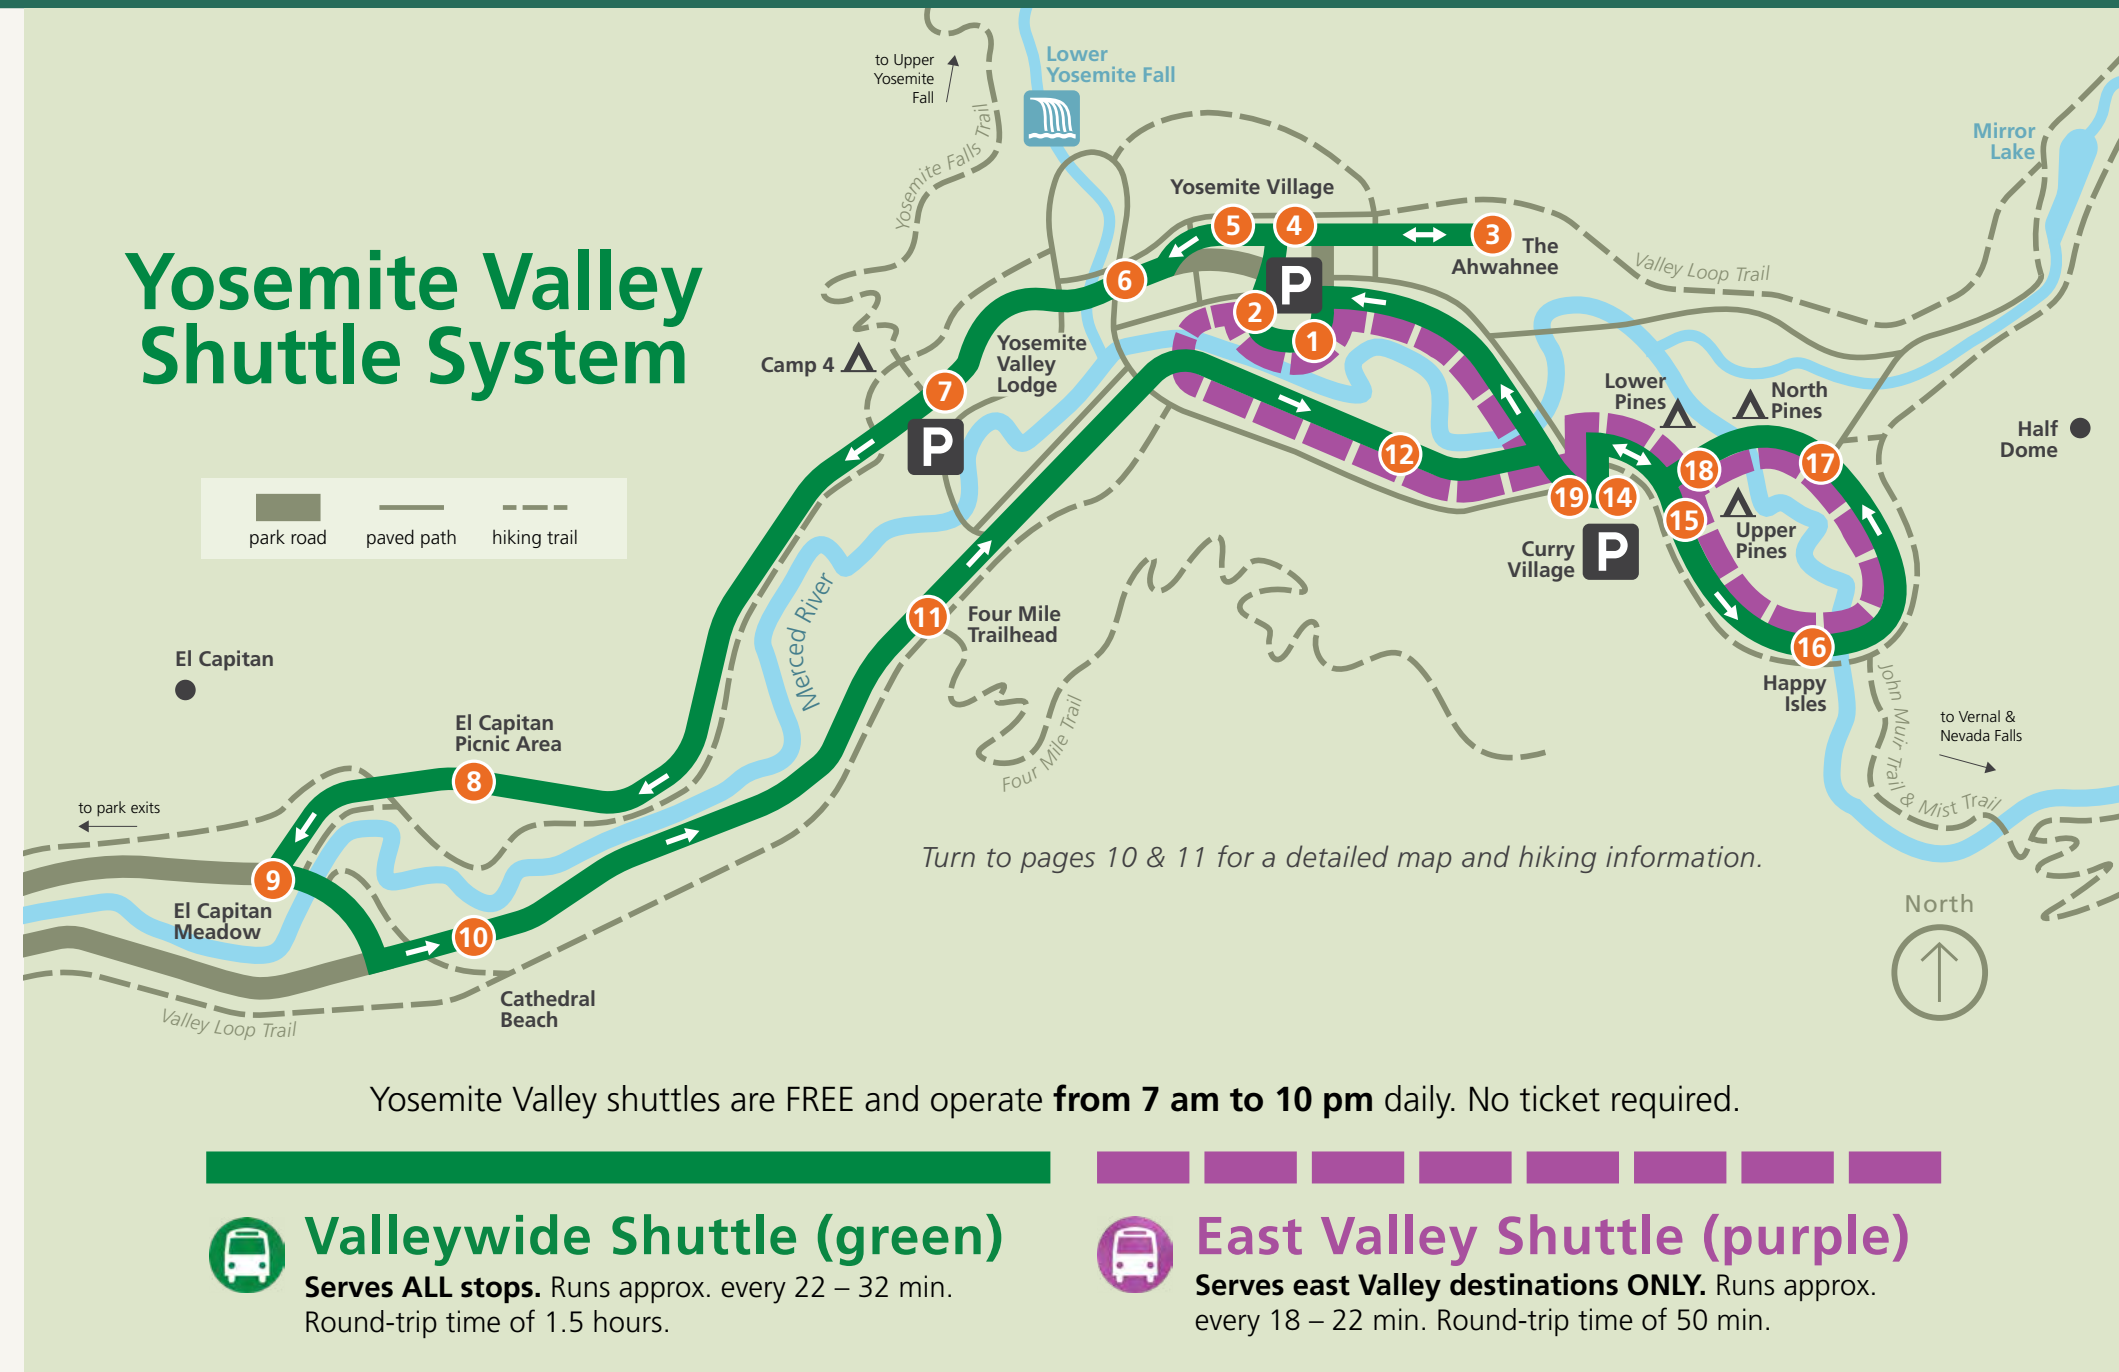 to Upper
Yosemite
Fall
Lower
Yosemite Fall
Yosemite Falls Trail
Mirror
Lake
Yosemite Village
5
4
3
The
Ahwahnee
Valley Loop Trail
6
P
2
1
Yosemite Valley
Shuttle System
Camp 4
Yosemite
Valley
Lodge
7
P
Lower
Pines
North
Pines
Half
Dome
12
18
17
19
14
15
Upper
Pines
Curry
Village
P
park road
paved path
hiking trail
Merced River
11
Four Mile
Trailhead
Four Mile Trail
16
Happy
Isles
John Muir Trail & Mist Trail
to Vernal &
Nevada Falls
El Capitan
El Capitan
Picnic Area
8
to park exits
9
El Capitan
Meadow
10
Cathedral
Beach
Valley Loop Trail
Turn to pages 10 & 11 for a detailed map and hiking information.
North
Yosemite Valley shuttles are FREE and operate from 7 am to 10 pm daily. No ticket required.
Valleywide Shuttle (green)
Serves ALL stops. Runs approx. every 22 – 32 min.
Round-trip time of 1.5 hours.
East Valley Shuttle (purple)
Serves east Valley destinations ONLY. Runs approx.
every 18 – 22 min. Round-trip time of 50 min.